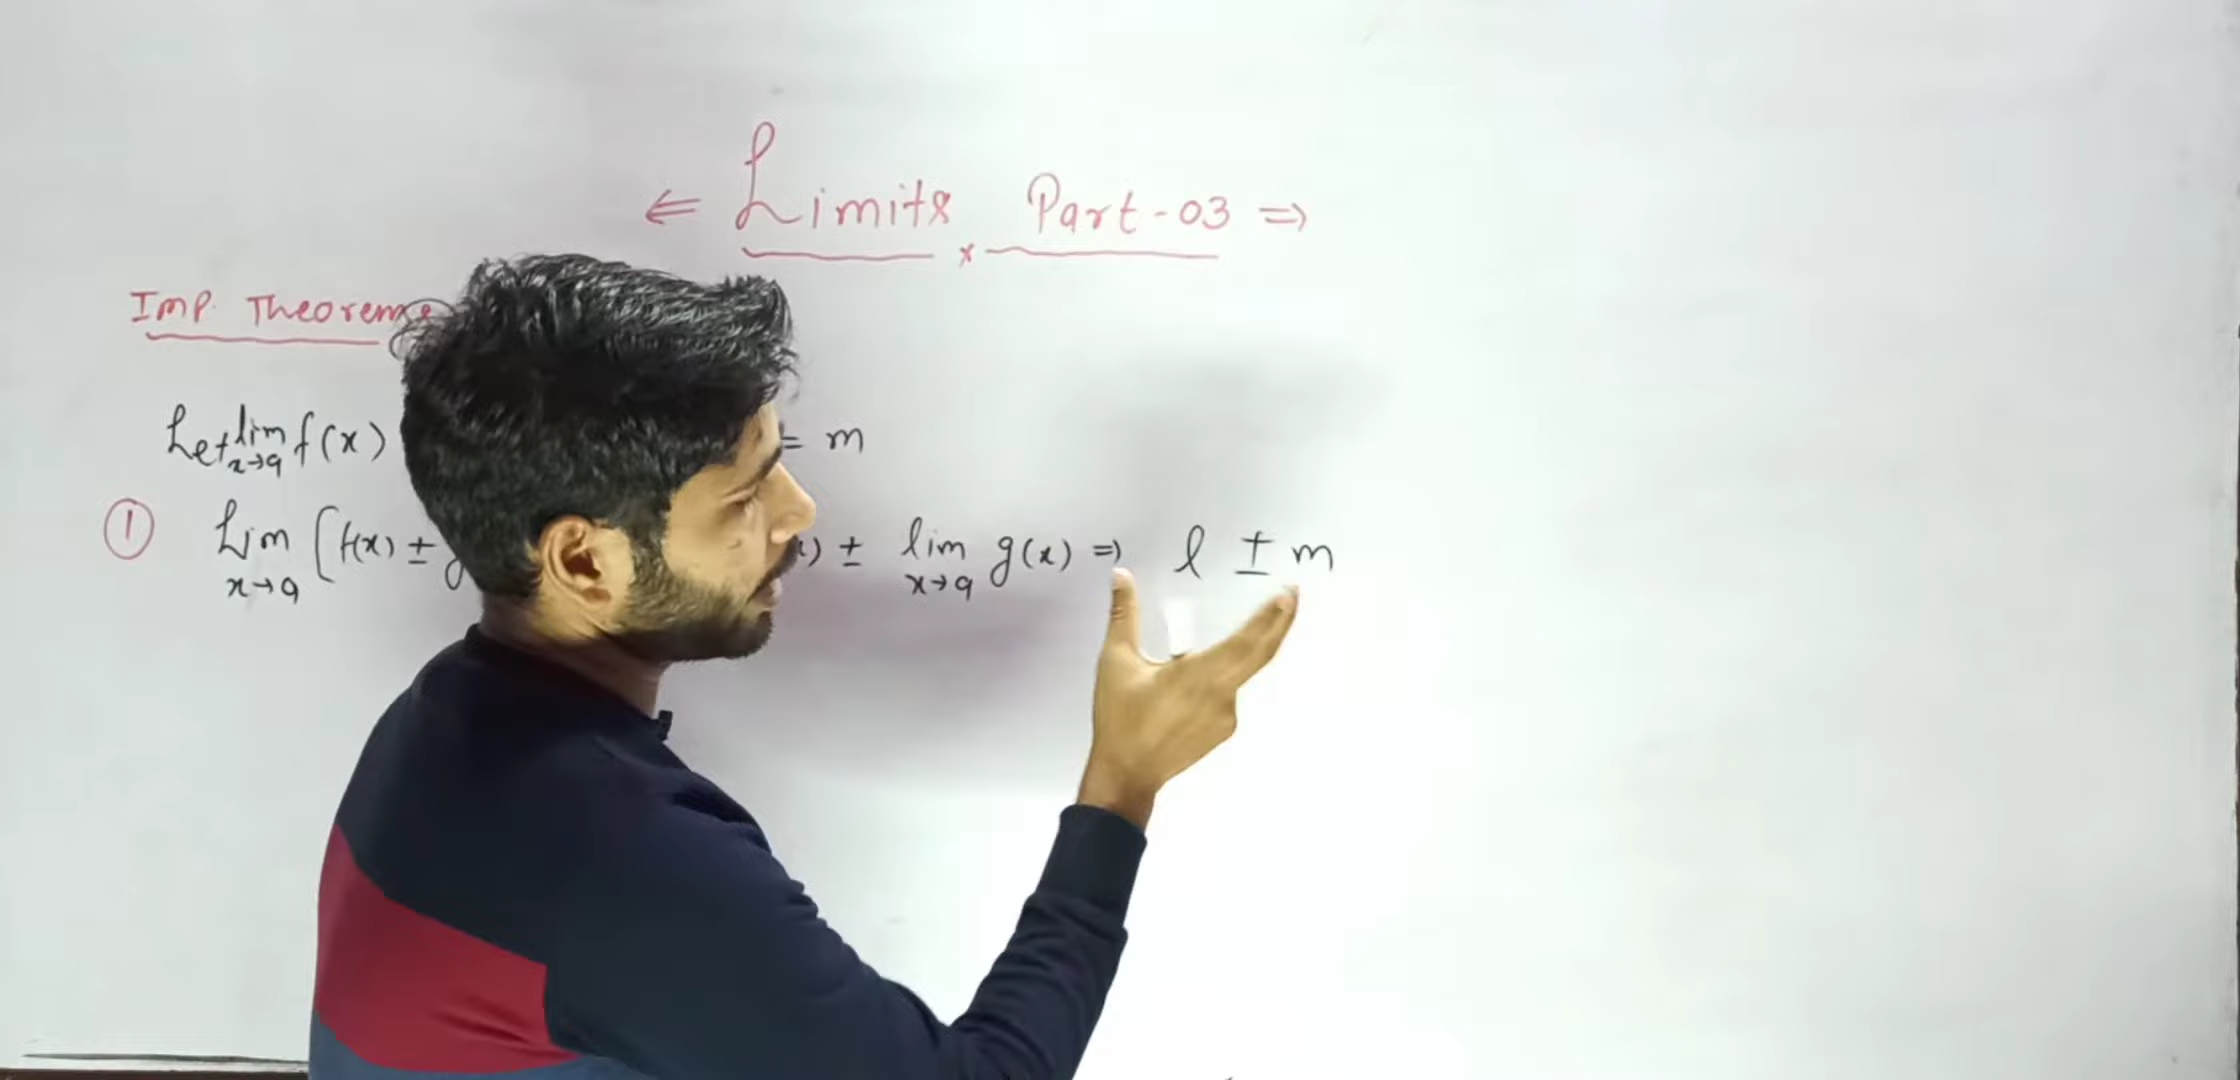 ⇐ Limits Part-03 ⇒
Imp. Theorems
Let lim x→a f(x) = m
① Lim x→a (f(x) ± g ) ± lim x→a g(x) ⇒ l ± m